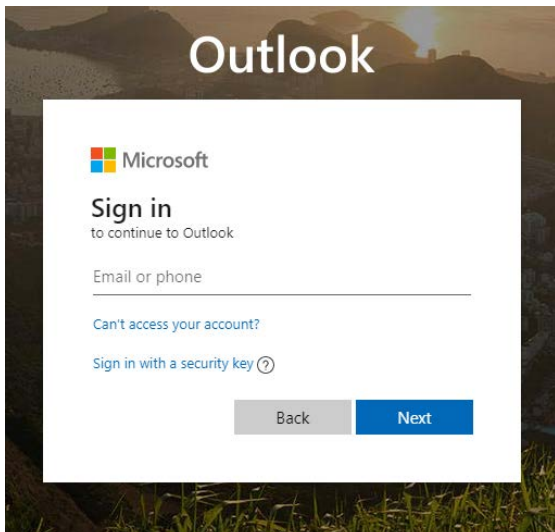 Outlook
Microsoft
Sign in
to continue to Outlook
Email or phone
Can't access your account?
Sign in with a security key ?
Back Next